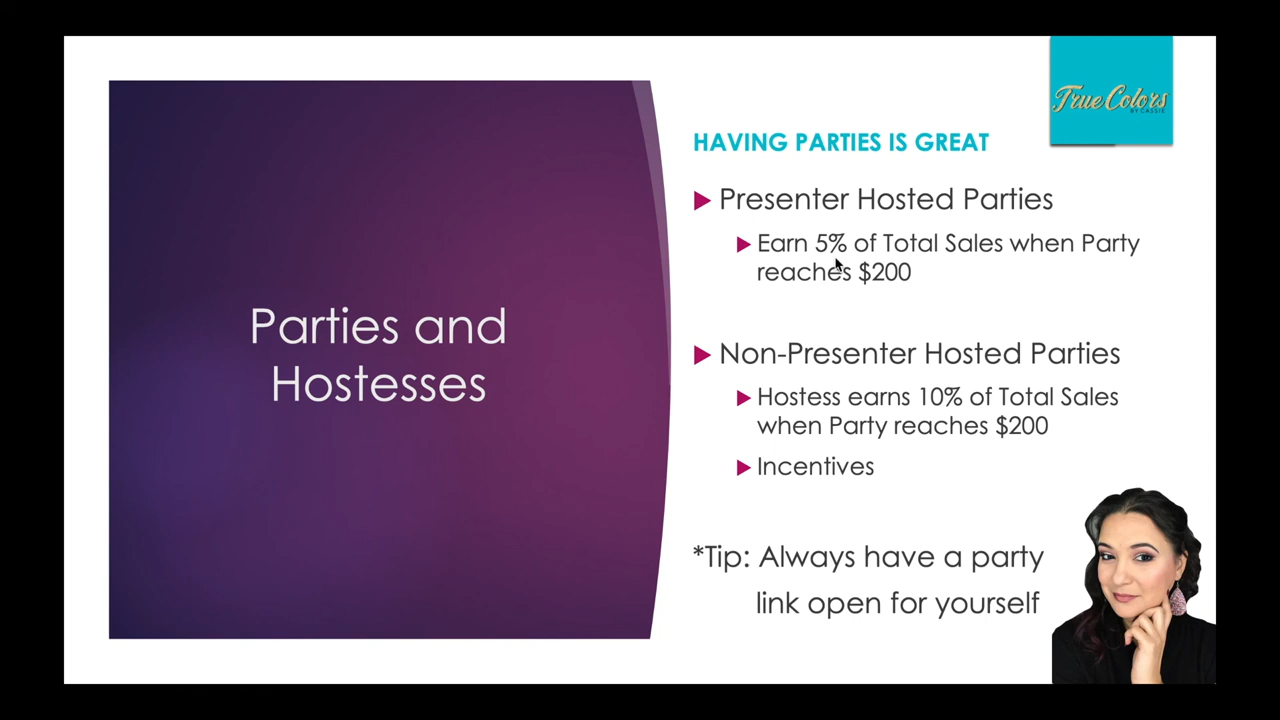 Parties and
Hostesses
True Colors
BY CASSIE
HAVING PARTIES IS GREAT
Presenter Hosted Parties
Earn 5% of Total Sales when Party
reaches $200
Non-Presenter Hosted Parties
Hostess earns 10% of Total Sales
when Party reaches $200
Incentives
*Tip: Always have a party
link open for yourself